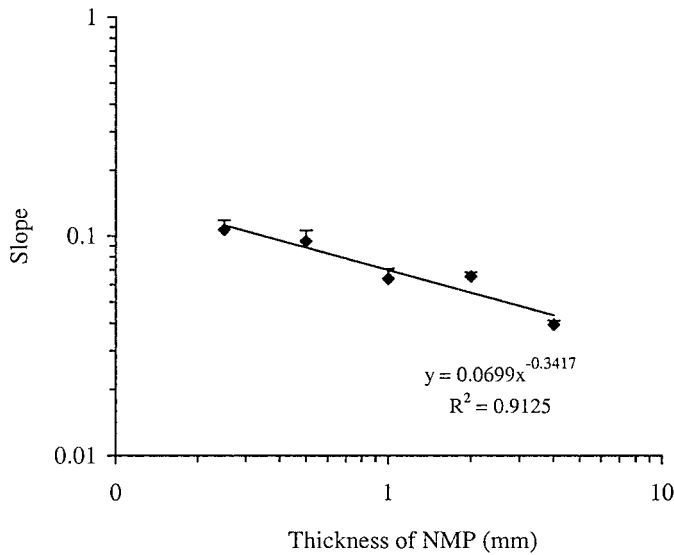 1
0.1
0.01
Slope
y = 0.0699x^-0.3417
R^2 = 0.9125
0 1 10
Thickness of NMP (mm)